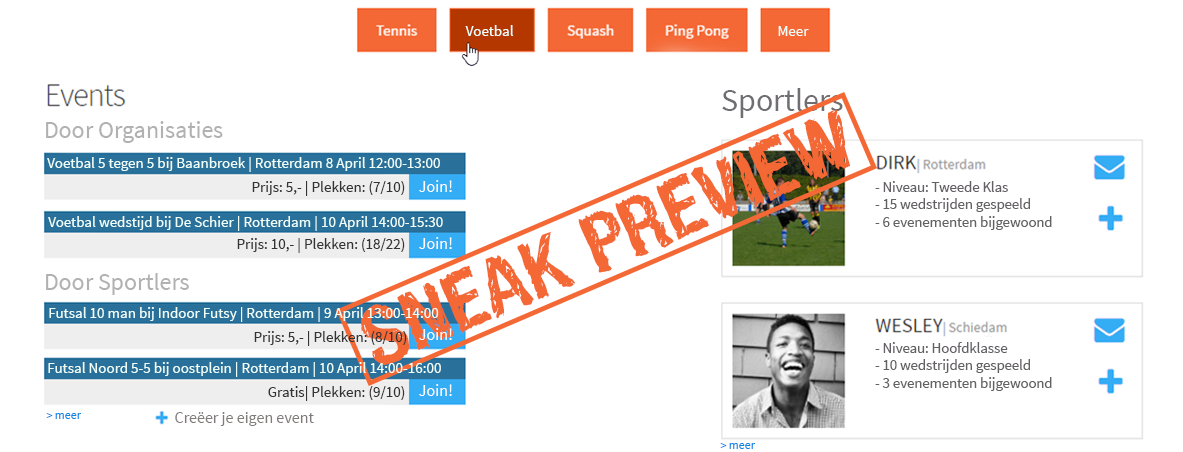 Tennis
Voetbal
Squash
Ping Pong
Meer
Events
Door Organisaties
Voetbal 5 tegen 5 bij Baanbroek | Rotterdam 8 April 12:00-13:00
Prijs: 5,- | Plekken: (7/10)
Join!
Voetbal wedstrijd bij De Schier | Rotterdam | 10 April 14:00-15:30
Prijs: 10,- | Plekken: (18/22)
Join!
Door Sportlers
Futsal 10 man bij Indoor Futsy | Rotterdam | 9 April 13:00-14:00
Prijs: 5,- | Plekken: (8/10)
Join!
Futsal Noord 5-5 bij oostplein | Rotterdam | 10 April 14:00-16:00
Gratis| Plekken: (9/10)
Join!
> meer
Creëer je eigen event
SNEAK PREVIEW
Sportlers
DIRK| Rotterdam
- Niveau: Tweede Klas
- 15 wedstrijden gespeeld
- 6 evenementen bijgewoond
WESLEY| Schiedam
- Niveau: Hoofdklasse
- 10 wedstrijden gespeeld
- 3 evenementen bijgewoond
> meer